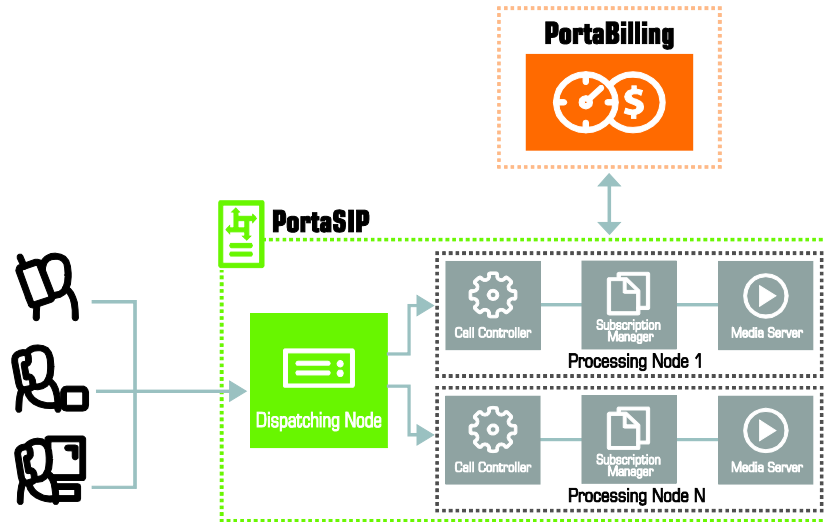 PortaBilling
$
PortaSIP
Dispatching Node
Call Controller
Subscription
Manager
Media Server
Processing Node 1
Call Controller
Subscription
Manager
Media Server
Processing Node N